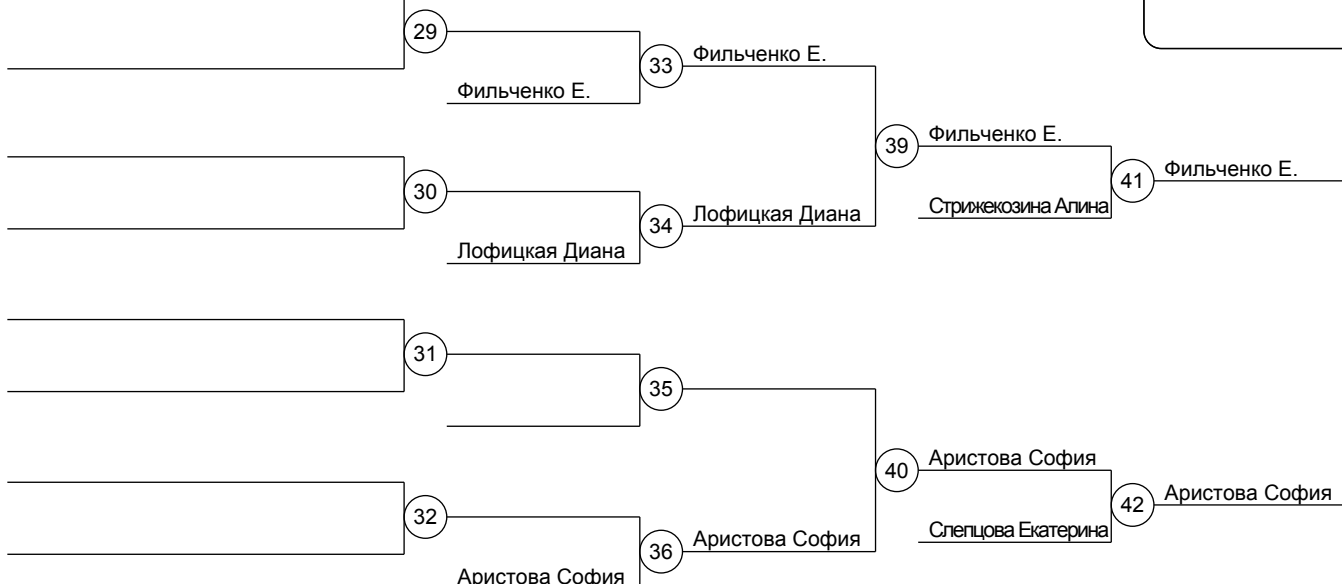 29
33
Фильченко Е.
Фильченко Е.
39
Фильченко Е.
41
Фильченко Е.
30
34
Лофицкая Диана
Стрижекозина Алина
Лофицкая Диана
31
35
40
Аристова София
42
Аристова София
32
36
Аристова София
Слепцова Екатерина
Аристова София